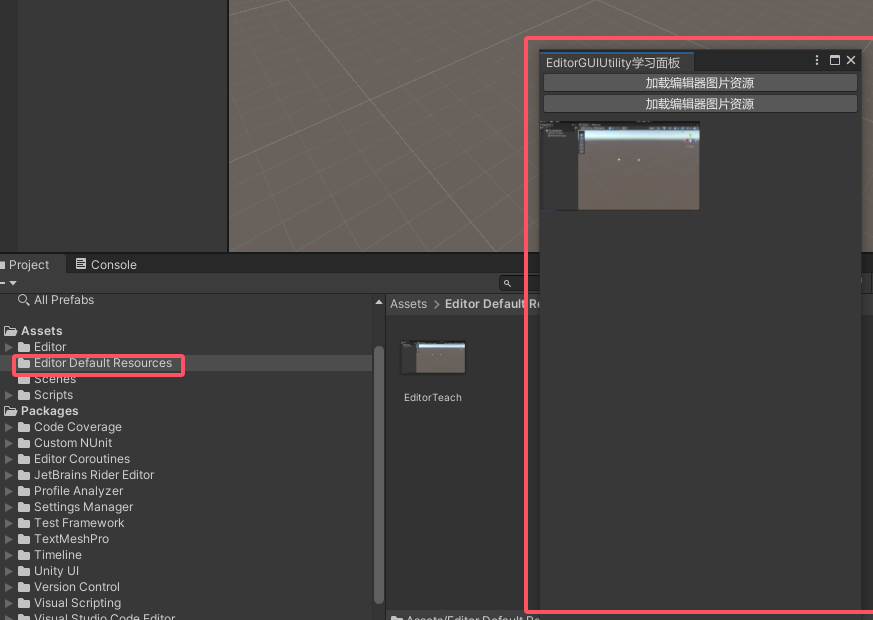 EditorGUIUtility学习面板
加载编辑器图片资源
加载编辑器图片资源
Project
Console
All Prefabs
Assets
Editor
Editor Default Resources
Scenes
Scripts
Packages
Code Coverage
Custom NUnit
Editor Coroutines
JetBrains Rider Editor
Profile Analyzer
Settings Manager
Test Framework
TextMeshPro
Timeline
Unity UI
Version Control
Visual Scripting
Visual Studio Code Editor
Assets > Editor Default Re
EditorTeach
Assets/Editor Default Re